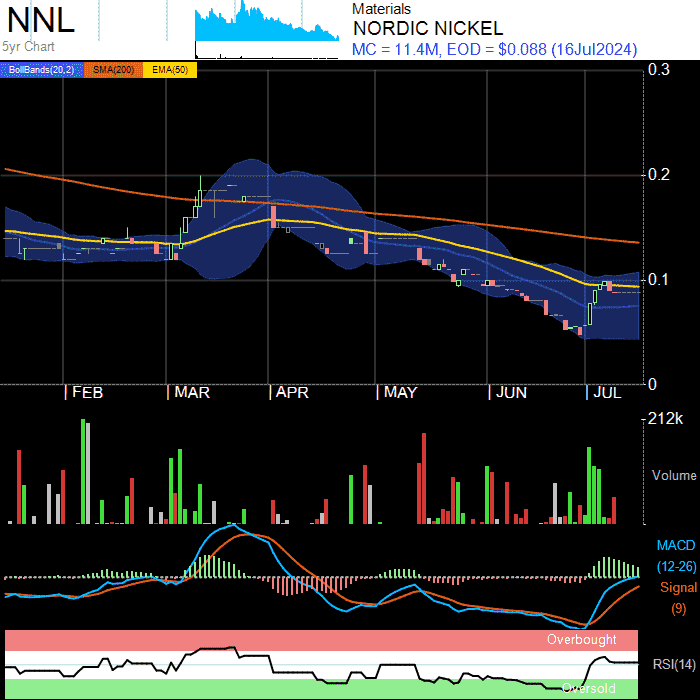 NNL
5yr Chart
Materials
NORDIC NICKEL
MC = 11.4M, EOD = $0.088 (16Jul2024)
BollBands(20,2) SMA(200) EMA(50)
0.3
0.2
0.1
0
FEB MAR APR MAY JUN JUL
212k
Volume
MACD
(12-26)
Signal
(9)
Overbought
RSI(14)
Oversold